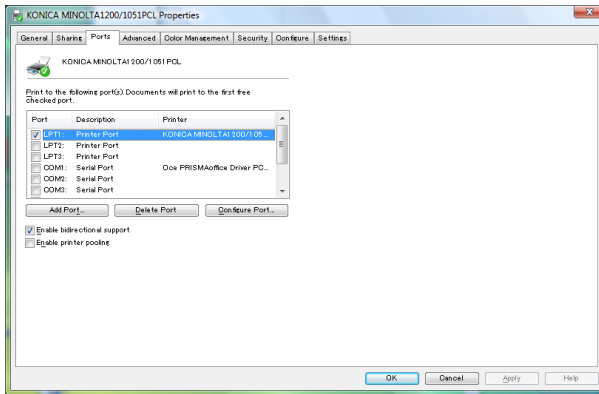 KONICA MINOLTA1200/1051PCL Properties
General Sharing Ports Advanced Color Management Security Configure Settings
KONICA MINOLTA1200/1051PCL
Print to the following port(s). Documents will print to the first free
checked port.
Port Description Printer
LPT1: Printer Port KONICA MINOLTA1200/105...
LPT2: Printer Port
LPT3: Printer Port
COM1: Serial Port Oce PRISMAoffice Driver PC...
COM2: Serial Port
COM3: Serial Port
Add Port... Delete Port Configure Port...
Enable bidirectional support
Enable printer pooling
OK Cancel Apply Help